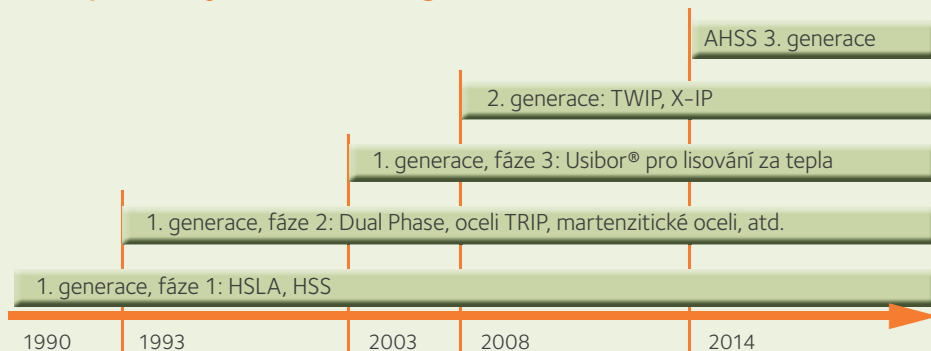 AHSS 3. generace
2. generace: TWIP, X-IP
1. generace, fáze 3: Usibor® pro lisování za tepla
1. generace, fáze 2: Dual Phase, oceli TRIP, martenzitické oceli, atd.
1. generace, fáze 1: HSLA, HSS
1990 1993 2003 2008 2014